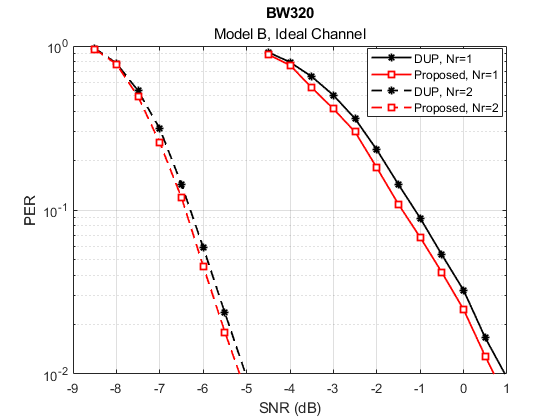 BW320
Model B, Ideal Channel
10^0
DUP, Nr=1
Proposed, Nr=1
DUP, Nr=2
Proposed, Nr=2
PER
10^-1
10^-2
-9 -8 -7 -6 -5 -4 -3 -2 -1 0 1
SNR (dB)